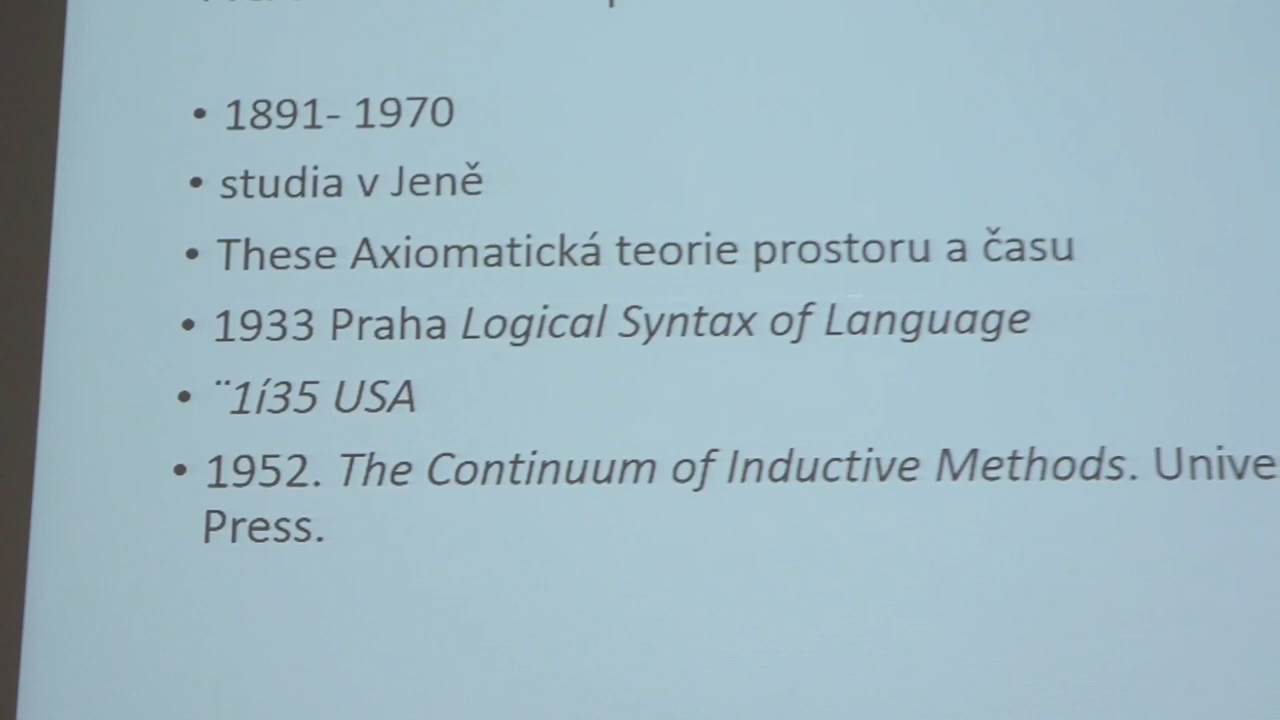 • 1891- 1970
• studia v Jeně
• These Axiomatická teorie prostoru a času
• 1933 Praha Logical Syntax of Language
• ¨1í35 USA
• 1952. The Continuum of Inductive Methods. Unive
Press.